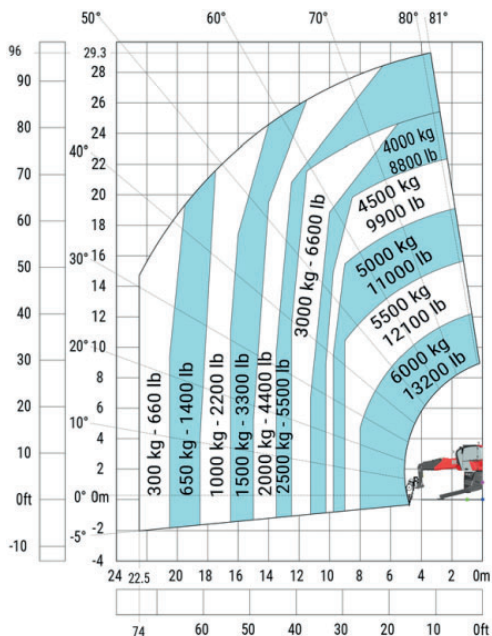 50° 60° 70° 80° 81°
96 29.3
90 28
26
80 24
40°
22
70
20
60 18
30° 16
50
14
40 12
30 20° 10
8
20
6
10° 4
10
2
0ft 0° 0m
-5° -2
-10
-4
24 22.5 20 18 16 14 12 10 8 6 4 2 0m
74 60 50 40 30 20 10 0ft
300 kg - 660 lb
650 kg - 1400 lb
1000 kg - 2200 lb
1500 kg - 3300 lb
2000 kg - 4400 lb
2500 kg - 5500 lb
3000 kg - 6600 lb
4000 kg
8800 lb
4500 kg
9900 lb
5000 kg
11000 lb
5500 kg
12100 lb
6000 kg
13200 lb